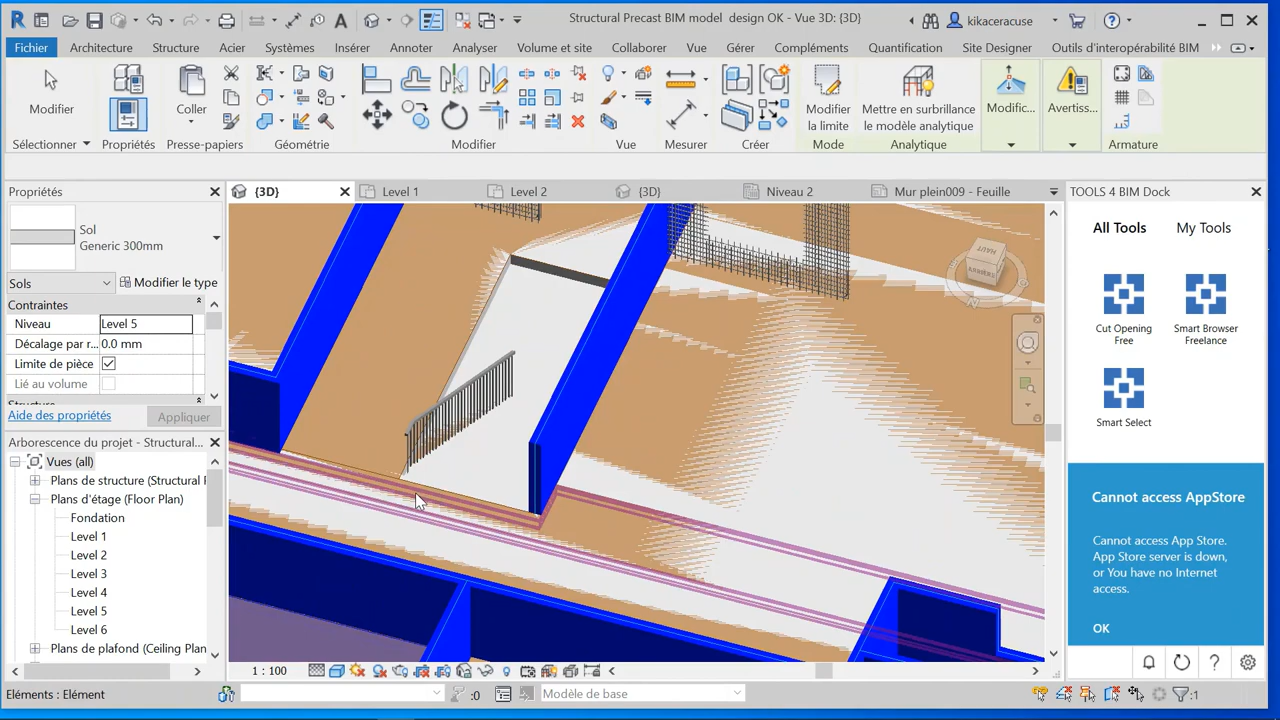 Structural Precast BIM model design OK - Vue 3D: {3D}
kikaceracuse
Fichier Architecture Structure Acier Systèmes Insérer Annoter Analyser Volume et site Collaborer Vue Gérer Compléments Quantification Site Designer Outils d'interopérabilité BIM
Modifier
Coller
Modifier la limite
Mettre en surbrillance le modèle analytique
Modific...
Avertiss...
Sélectionner Propriétés Presse-papiers Géométrie Modifier Vue Mesurer Créer Mode Analytique Armature
Propriétés
{3D} Level 1 Level 2 {3D} Niveau 2 Mur plein009 - Feuille
TOOLS 4 BIM Dock
Sol
Generic 300mm
Sols
Modifier le type
Contraintes
Niveau Level 5
Décalage par r... 0.0 mm
Limite de pièce
Lié au volume
Aide des propriétés
Appliquer
Arborescence du projet - Structural...
Vues (all)
Plans de structure (Structural F
Plans d'étage (Floor Plan)
Fondation
Level 1
Level 2
Level 3
Level 4
Level 5
Level 6
Plans de plafond (Ceiling Plan
HAUT
ARRIÈRE
N
All Tools My Tools
Cut Opening Free
Smart Browser Freelance
Smart Select
Cannot access AppStore
Cannot access App Store.
App Store server is down,
or You have no Internet
access.
OK
1 : 100
Eléments : Elément
:0
Modèle de base
:1